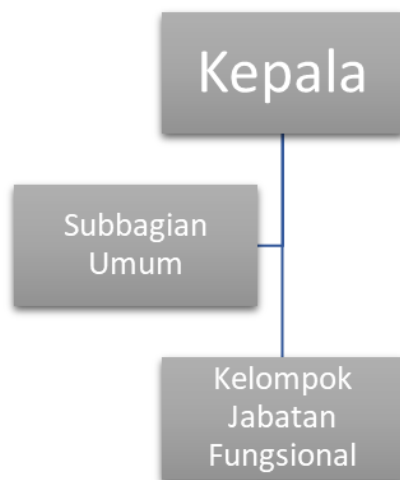 Kepala
Subbagian
Umum
Kelompok
Jabatan
Fungsional